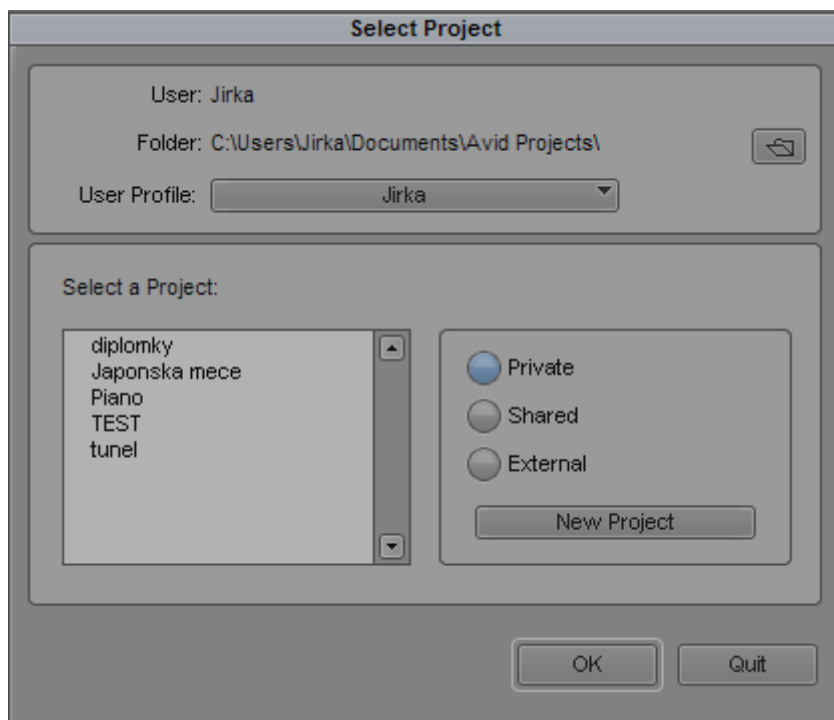 Select Project
User: Jirka
Folder: C:\Users\Jirka\Documents\Avid Projects\
User Profile: Jirka
Select a Project:
diplomky
Japonska mece
Piano
TEST
tunel
Private
Shared
External
New Project
OK
Quit